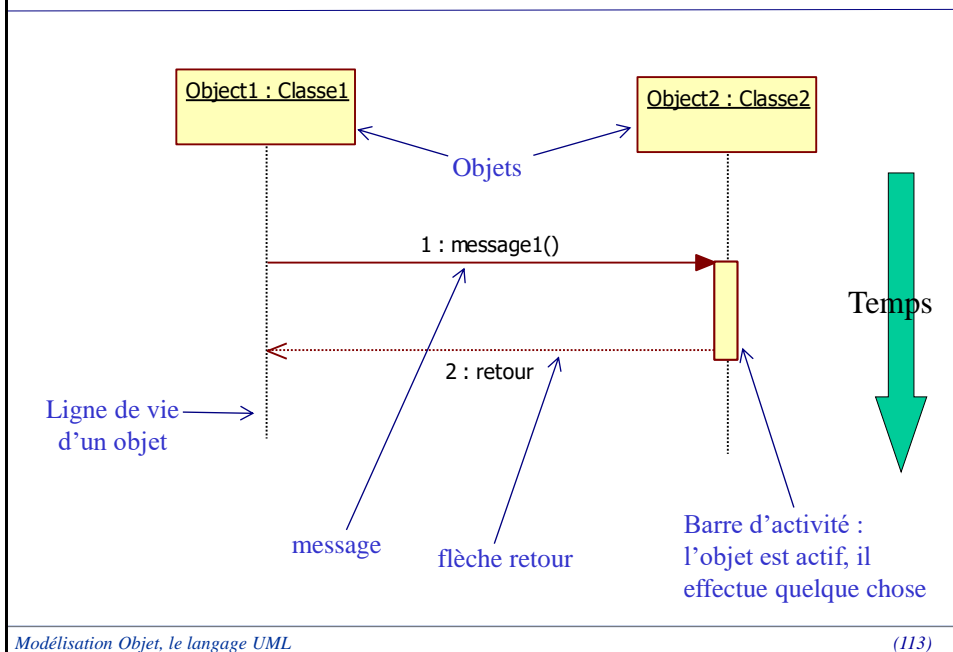 Object1 : Classe1
Object2 : Classe2
Objets
1 : message1()
Temps
2 : retour
Ligne de vie
d’un objet
message
flèche retour
Barre d’activité :
l’objet est actif, il
effectue quelque chose
Modélisation Objet, le langage UML
(113)